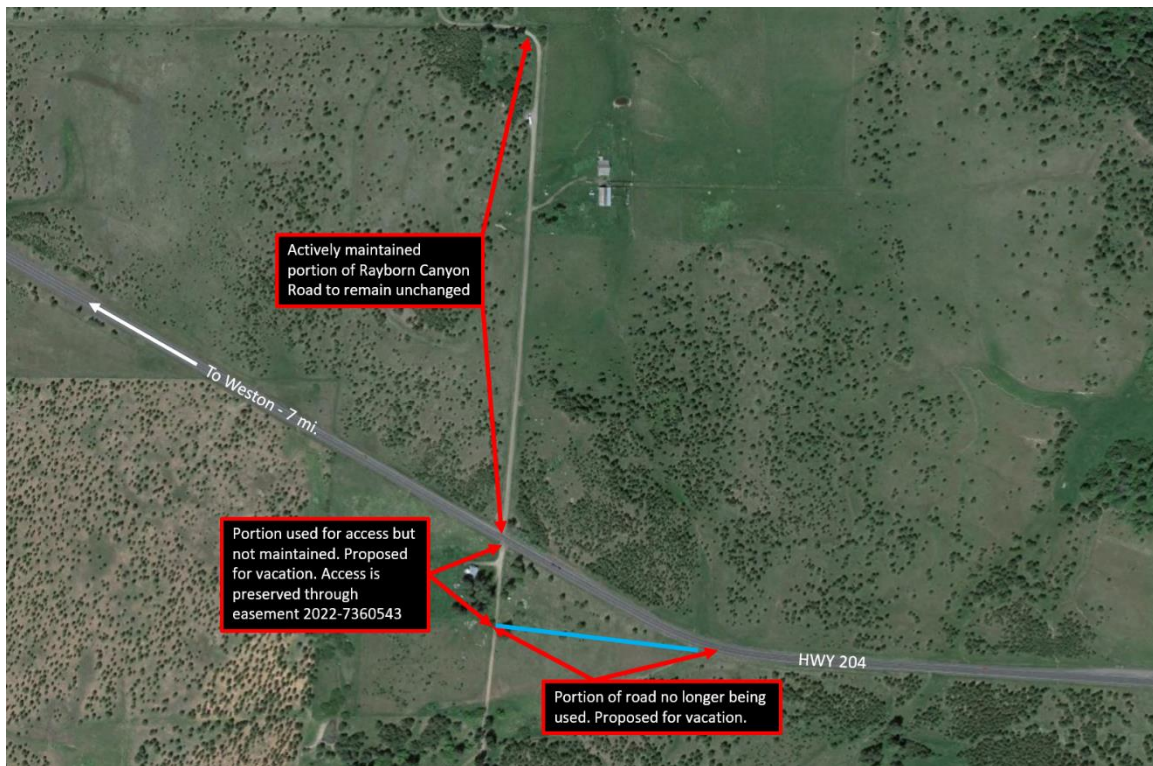 Actively maintained
portion of Rayborn Canyon
Road to remain unchanged
To Weston - 7 mi.
Portion used for access but
not maintained. Proposed
for vacation. Access is
preserved through
easement 2022-7360543
HWY 204
Portion of road no longer being
used. Proposed for vacation.